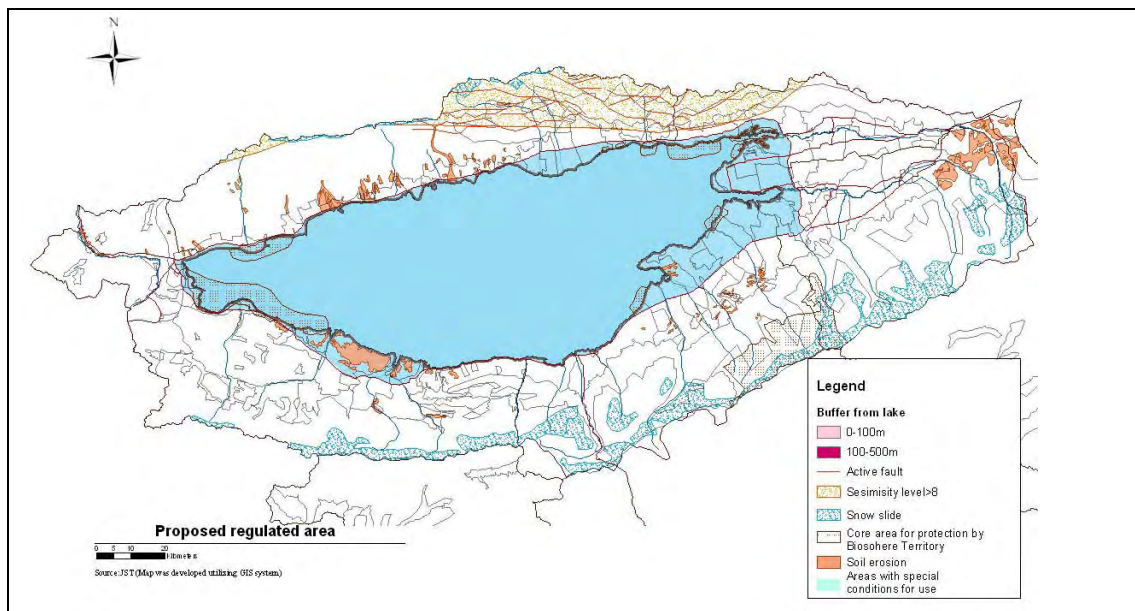 N
Proposed regulated area
0 5 10 20
Kilometers
Source:JST (Map was developed utilizing GIS system)
Legend
Buffer from lake
0-100m
100-500m
Active fault
Sesimisity level>8
Snow slide
Core area for protection by
Biosohere Territory
Soil erosion
Areas with special
conditions for use